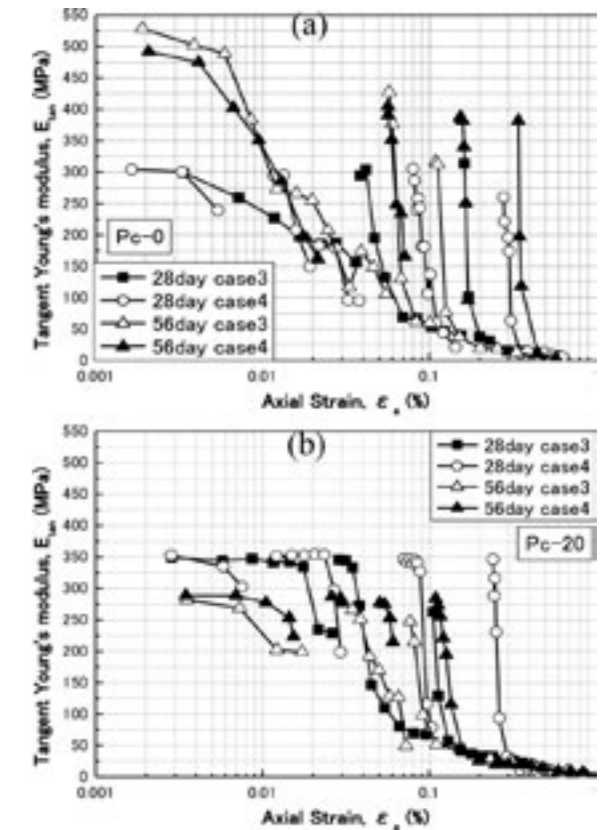 (a)
550
500
450
400
350
300
250
200
150
100
50
0
Tangent Young's modulus, E_tan (MPa)
Pc-0
28day case3
28day case4
56day case3
56day case4
0.001 0.01 0.1
Axial Strain, ε_a (%)
(b)
550
500
450
400
350
300
250
200
150
100
50
0
Tangent Young's modulus, E_tan (MPa)
28day case3
28day case4
56day case3
56day case4
Pc-20
0.001 0.01 0.1
Axial Strain, ε_a (%)